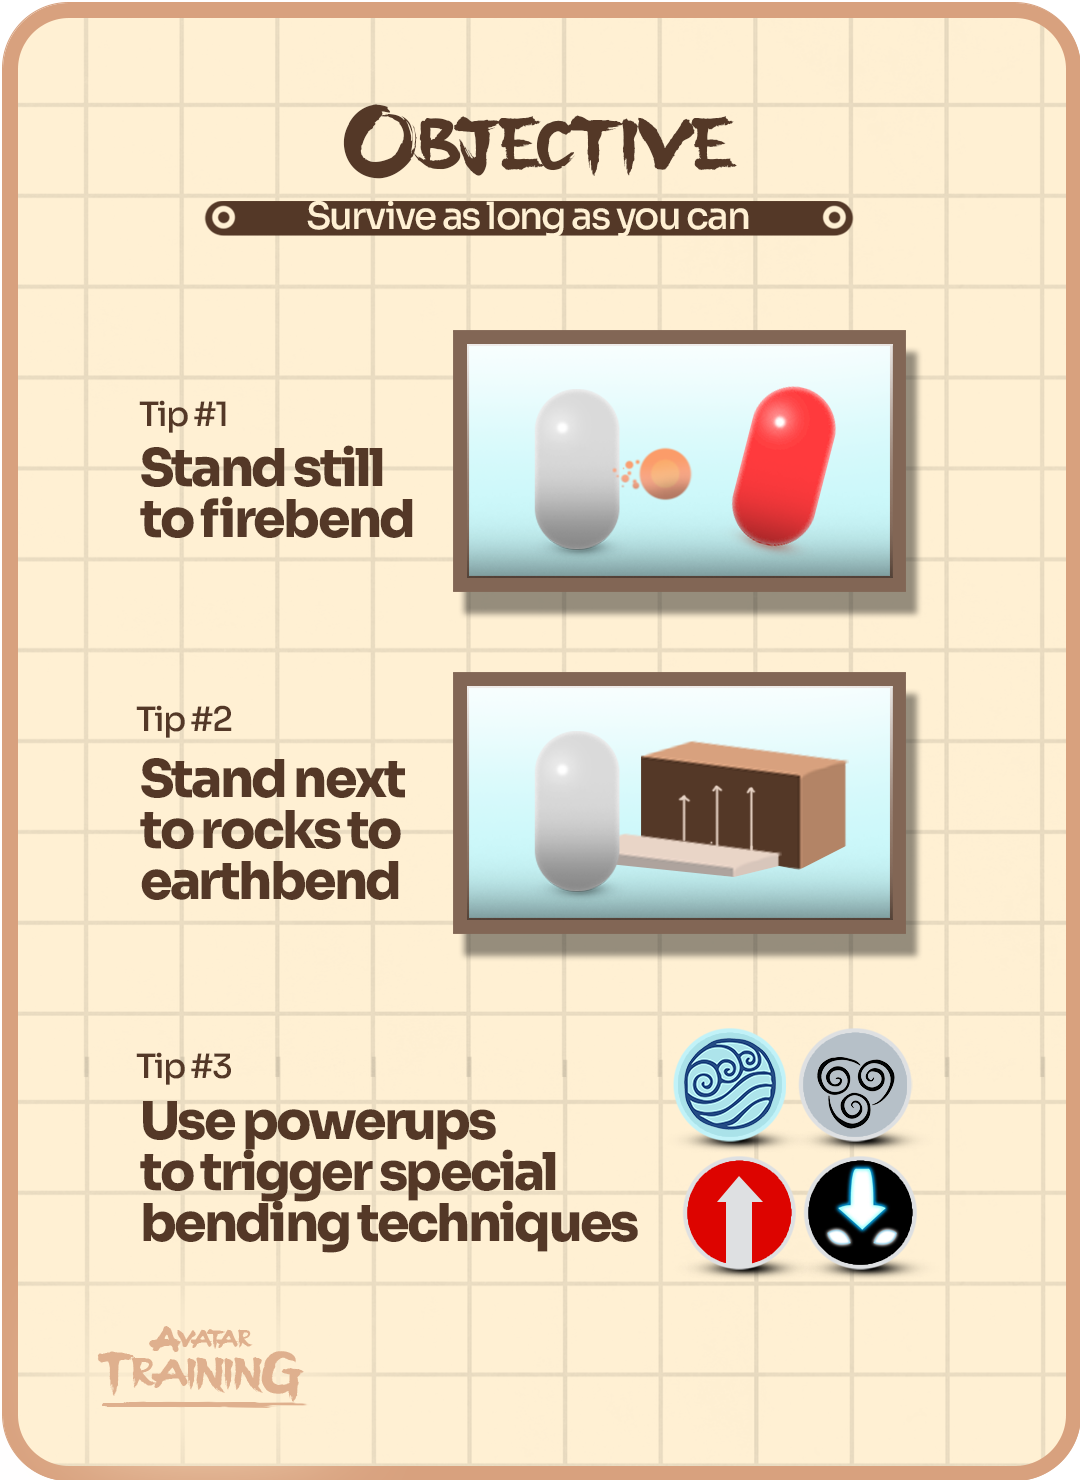 OBJECTIVE
Survive as long as you can
Tip #1
Stand still
to firebend
Tip #2
Stand next
to rocks to
earthbend
Tip #3
Use powerups
to trigger special
bending techniques
AVATAR
TRAINING